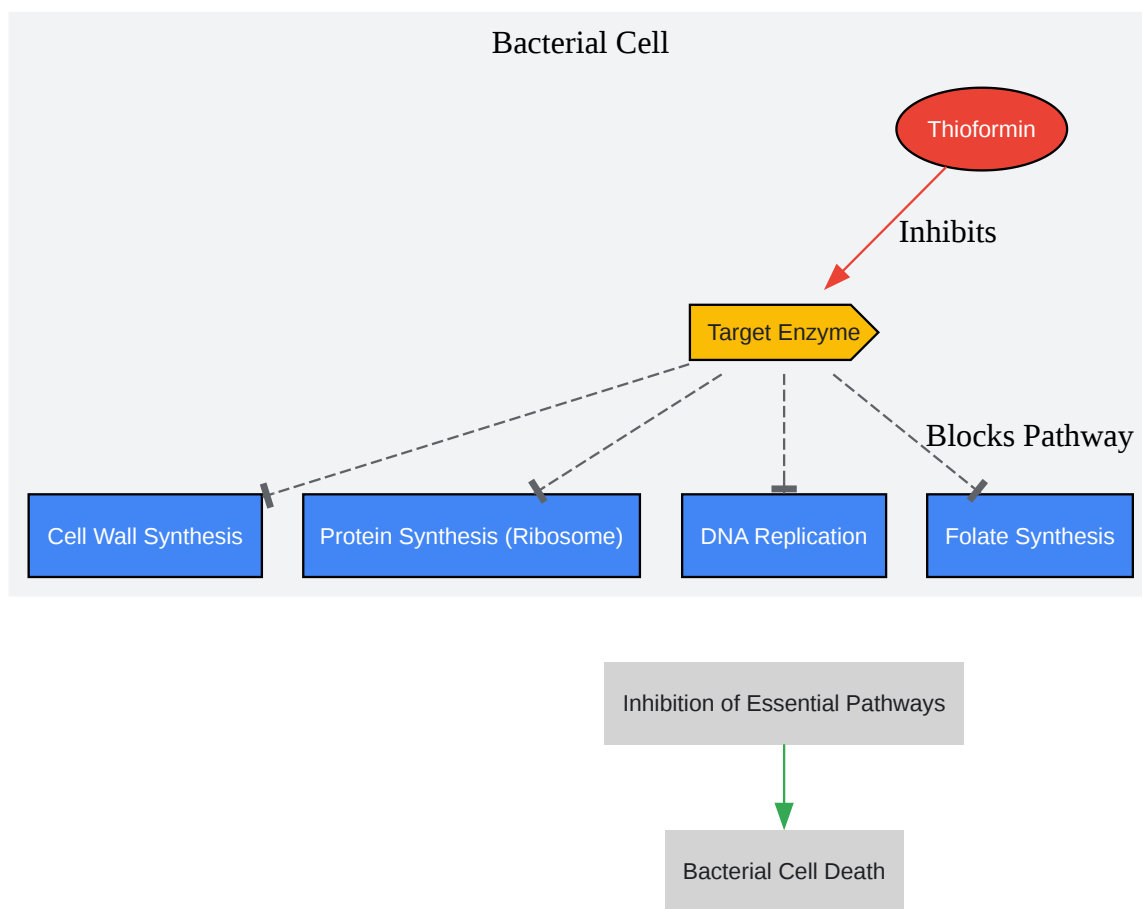 Bacterial Cell
Thioformin
Inhibits
Target Enzyme
Blocks Pathway
Cell Wall Synthesis
Protein Synthesis (Ribosome)
DNA Replication
Folate Synthesis
Inhibition of Essential Pathways
Bacterial Cell Death